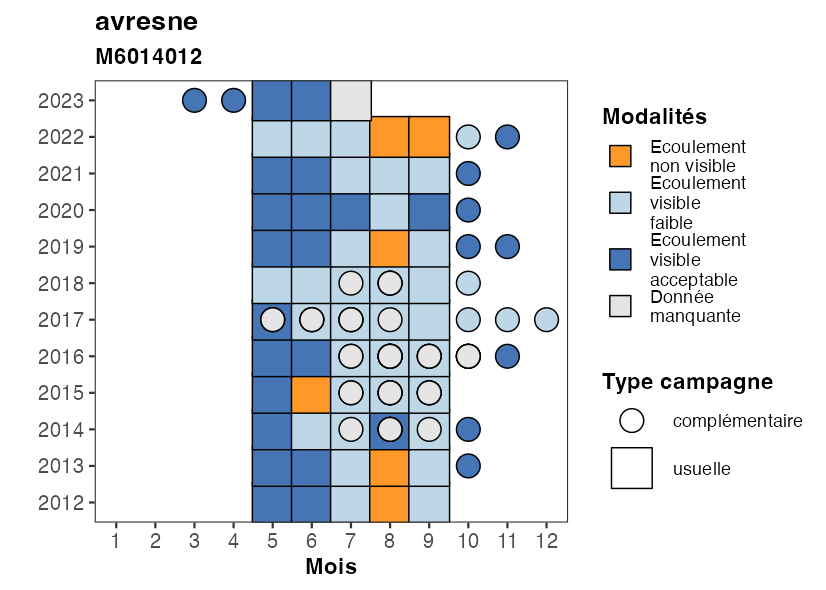 avresne
M6014012
2023
2022
2021
2020
2019
2018
2017
2016
2015
2014
2013
2012
1 2 3 4 5 6 7 8 9 10 11 12
Mois
Modalités
Ecoulement
non visible
Ecoulement
visible
faible
Ecoulement
visible
acceptable
Donnée
manquante
Type campagne
complémentaire
usuelle